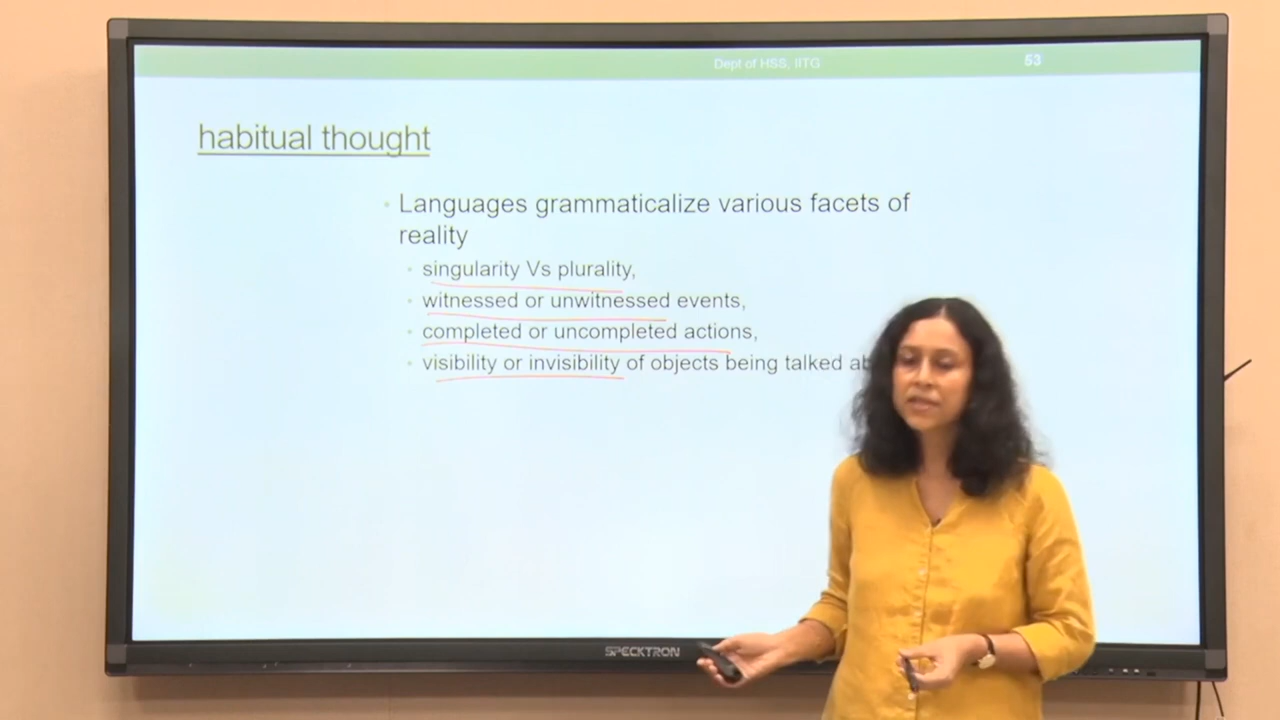 Dept of HSS, IITG 53
habitual thought
• Languages grammaticalize various facets of
reality
• singularity Vs plurality,
• witnessed or unwitnessed events,
• completed or uncompleted actions,
• visibility or invisibility of objects being talked
SPECKTRON